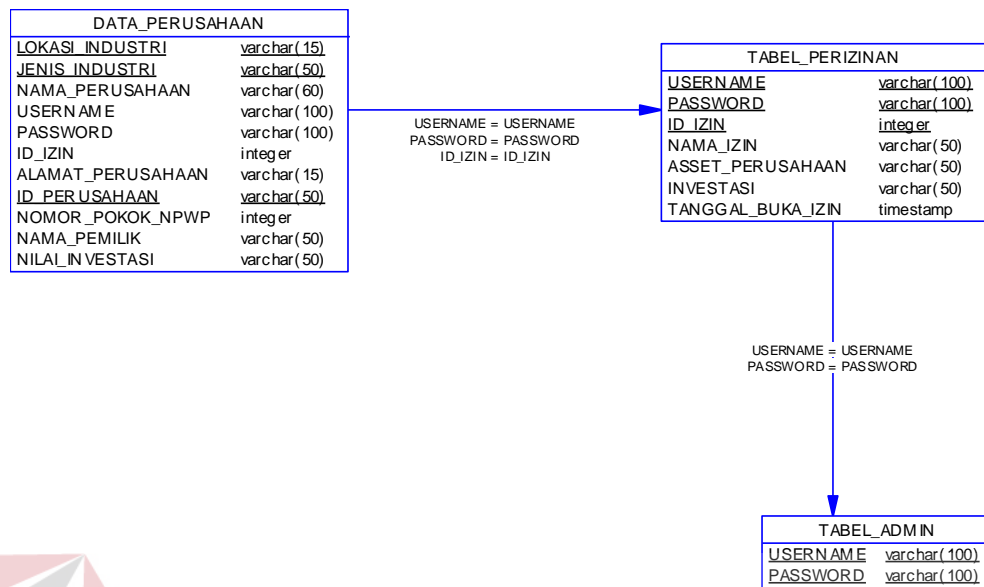 DATA_PERUSAHAAN
LOKASI_INDUSTRI varchar(15)
JENIS_INDUSTRI varchar(50)
NAMA_PERUSAHAAN varchar(60)
USERNAME varchar(100)
PASSWORD varchar(100)
ID_IZIN integer
ALAMAT_PERUSAHAAN varchar(15)
ID_PERUSAHAAN varchar(50)
NOMOR_POKOK_NPWP integer
NAMA_PEMILIK varchar(50)
NILAI_INVESTASI varchar(50)
USERNAME = USERNAME
PASSWORD = PASSWORD
ID_IZIN = ID_IZIN
TABEL_PERIZINAN
USERNAME varchar(100)
PASSWORD varchar(100)
ID_IZIN integer
NAMA_IZIN varchar(50)
ASSET_PERUSAHAAN varchar(50)
INVESTASI varchar(50)
TANGGAL_BUKA_IZIN timestamp
USERNAME = USERNAME
PASSWORD = PASSWORD
TABEL_ADMIN
USERNAME varchar(100)
PASSWORD varchar(100)